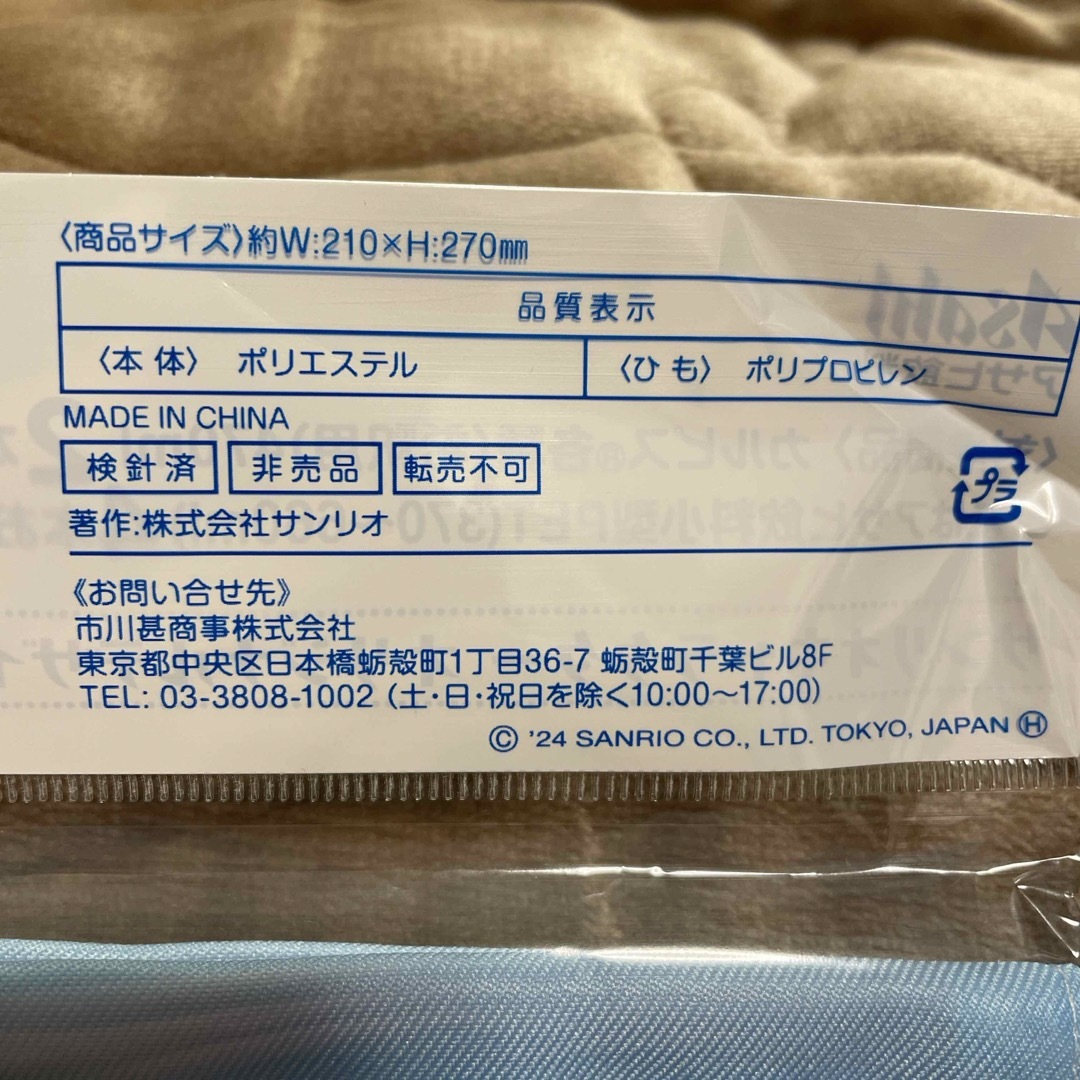 〈商品サイズ〉約W:210×H:270㎜
品質表示
〈本体〉 ポリエステル 〈ひも〉 ポリプロピレン
MADE IN CHINA
検針済 非売品 転売不可
プラ
著作:株式会社サンリオ
《お問い合せ先》
市川甚商事株式会社
東京都中央区日本橋蛎殻町1丁目36-7 蛎殻町千葉ビル8F
TEL: 03-3808-1002 (土・日・祝日を除く10:00〜17:00)
Ⓒ '24 SANRIO CO., LTD. TOKYO, JAPAN Ⓗ
Asahi